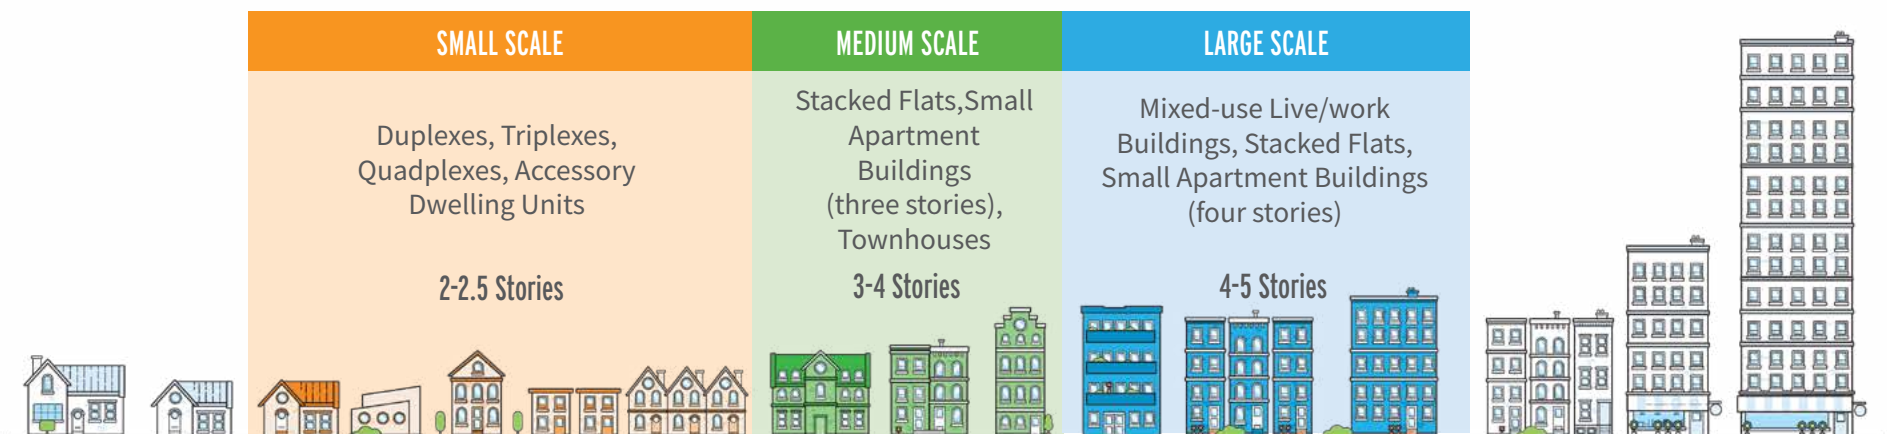 SMALL SCALE
Duplexes, Triplexes,
Quadplexes, Accessory
Dwelling Units
2-2.5 Stories
MEDIUM SCALE
Stacked Flats,Small
Apartment
Buildings
(three stories),
Townhouses
3-4 Stories
LARGE SCALE
Mixed-use Live/work
Buildings, Stacked Flats,
Small Apartment Buildings
(four stories)
4-5 Stories